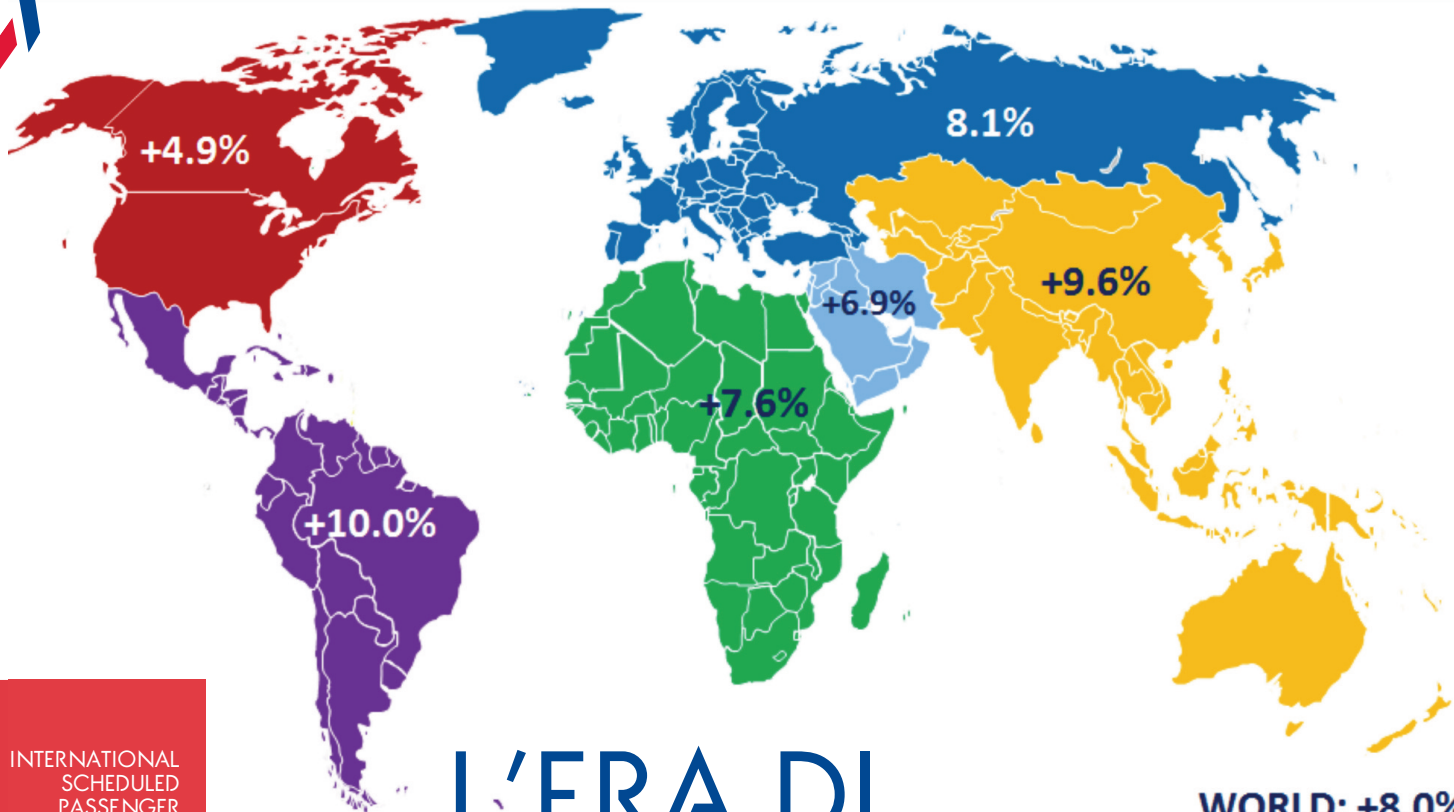 +4.9%
8.1%
+9.6%
+6.9%
+7.6%
+10.0%
INTERNATIONAL
SCHEDULED
PASSENGER
L'ERA DI
WORLD: +8.0%